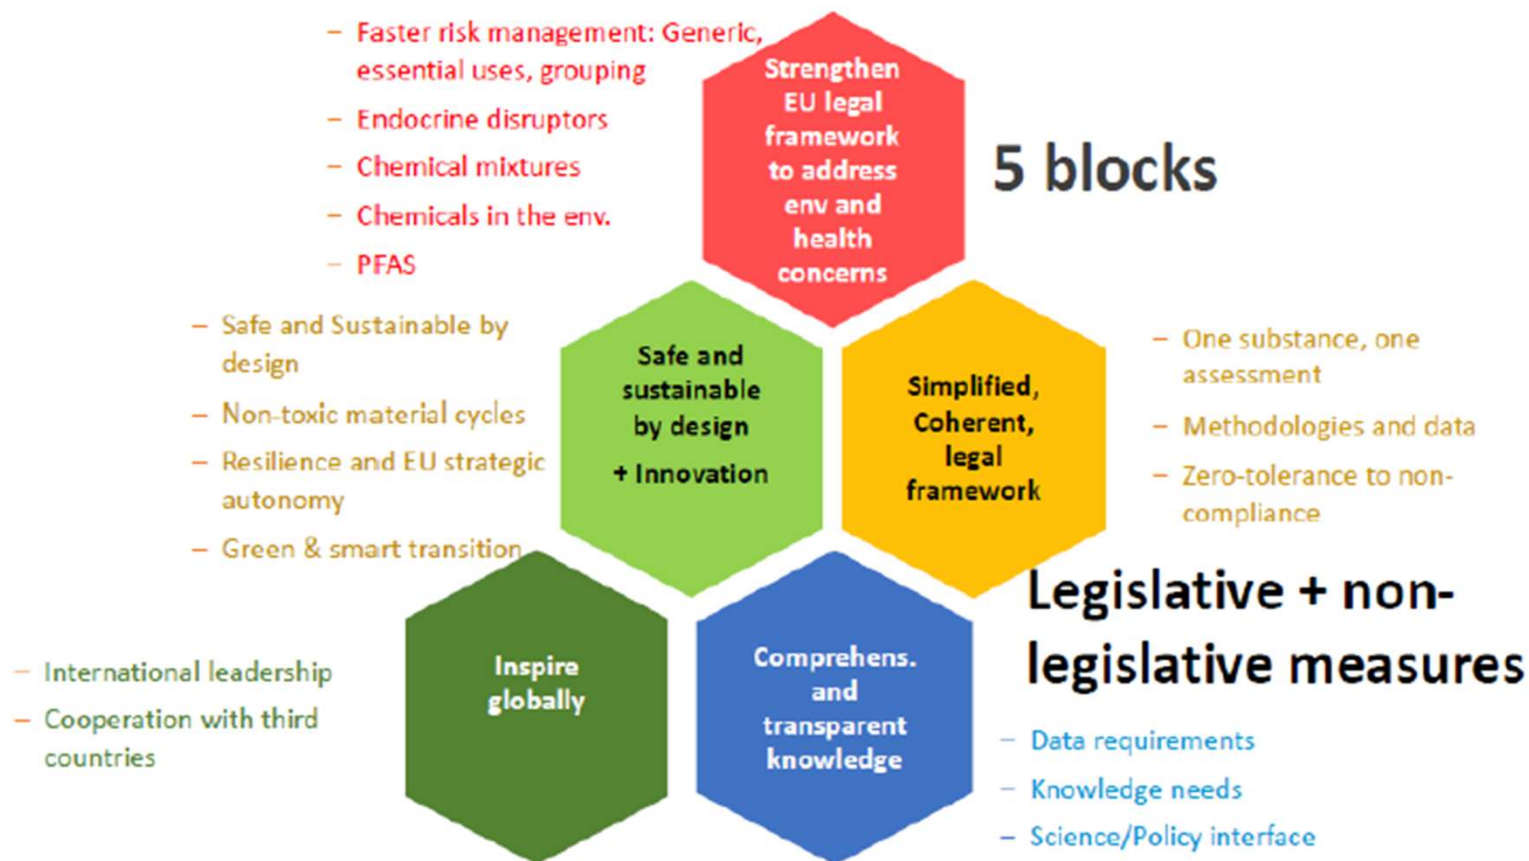 – Faster risk management: Generic,
essential uses, grouping
– Endocrine disruptors
– Chemical mixtures
– Chemicals in the env.
– PFAS
Strengthen
EU legal
framework
to address
env and
health
concerns
5 blocks
– Safe and Sustainable by
design
– Non-toxic material cycles
– Resilience and EU strategic
autonomy
– Green & smart transition
Safe and
sustainable
by design
+ Innovation
Simplified,
Coherent,
legal
framework
– One substance, one
assessment
– Methodologies and data
– Zero-tolerance to non-
compliance
– International leadership
– Cooperation with third
countries
Inspire
globally
Comprehens.
and
transparent
knowledge
Legislative + non-
legislative measures
– Data requirements
– Knowledge needs
– Science/Policy interface